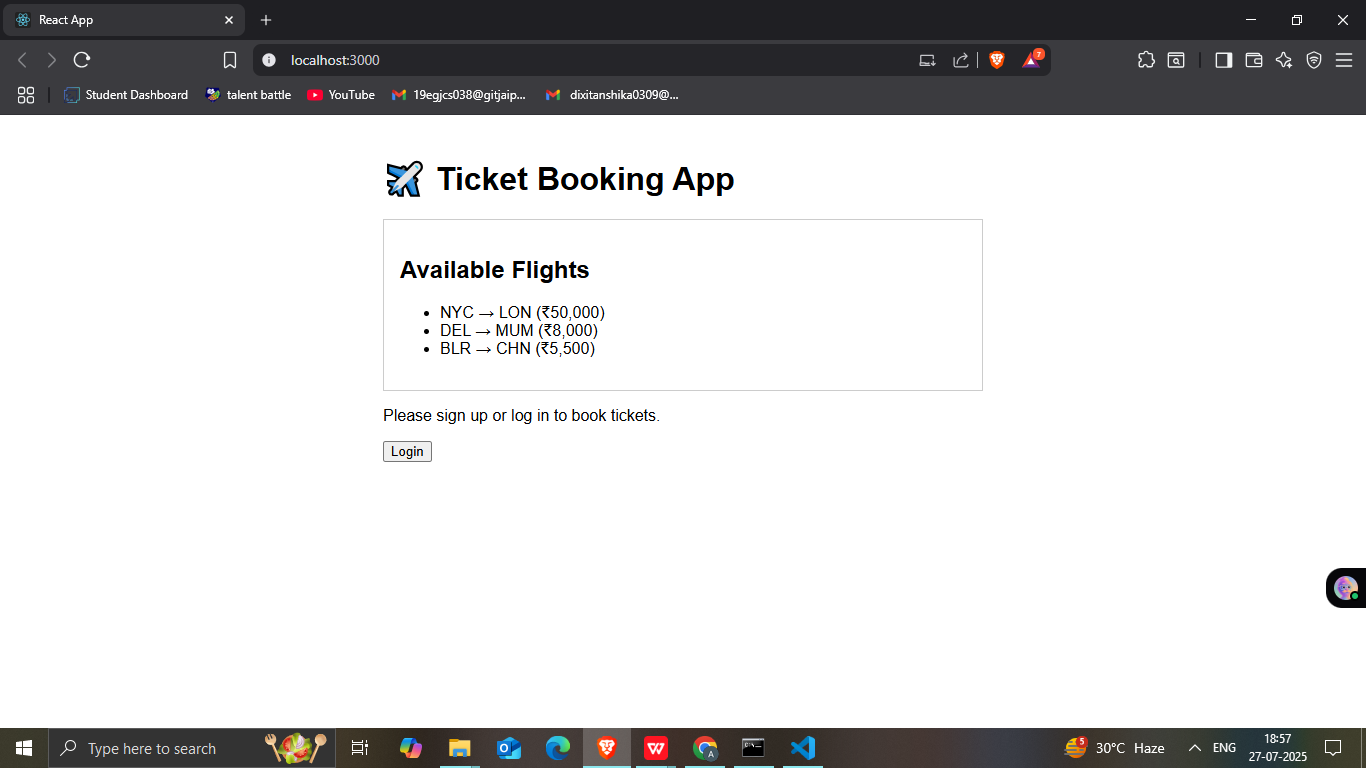 React App
localhost:3000
7
Student Dashboard
talent battle
YouTube
19egjcs038@gitjaip...
dixitanshika0309@...
Ticket Booking App
Available Flights
• NYC → LON (₹50,000)
• DEL → MUM (₹8,000)
• BLR → CHN (₹5,500)
Please sign up or log in to book tickets.
Login
Type here to search
5
30°C Haze
ENG
18:57
27-07-2025